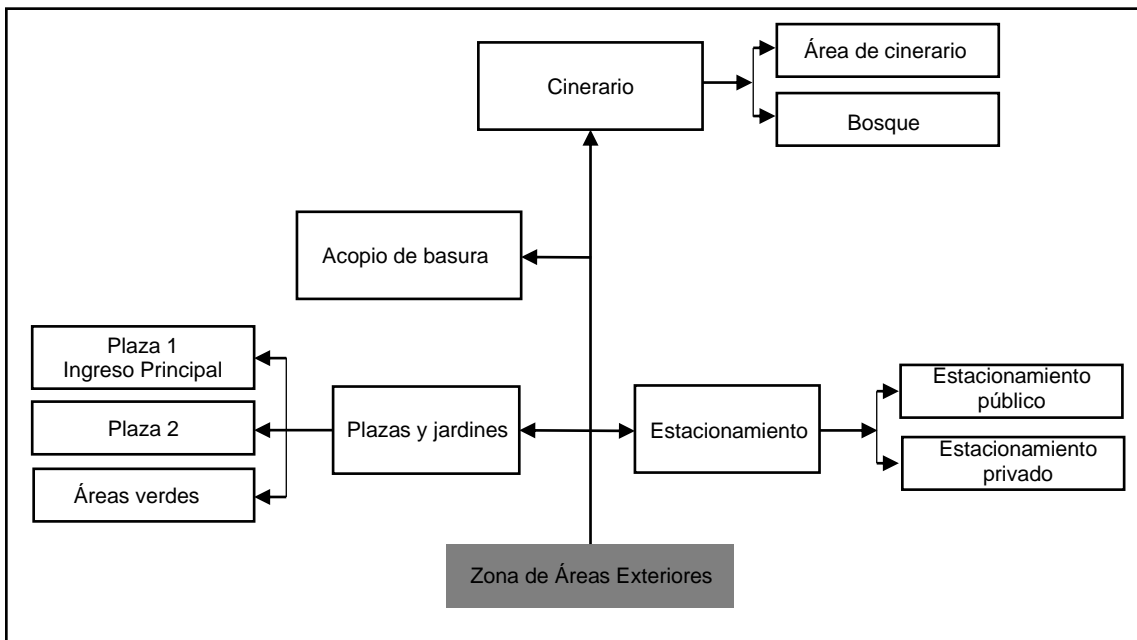 Cinerario
Área de cinerario
Bosque
Acopio de basura
Plaza 1
Ingreso Principal
Plaza 2
Áreas verdes
Plazas y jardines
Estacionamiento
Estacionamiento
público
Estacionamiento
privado
Zona de Áreas Exteriores